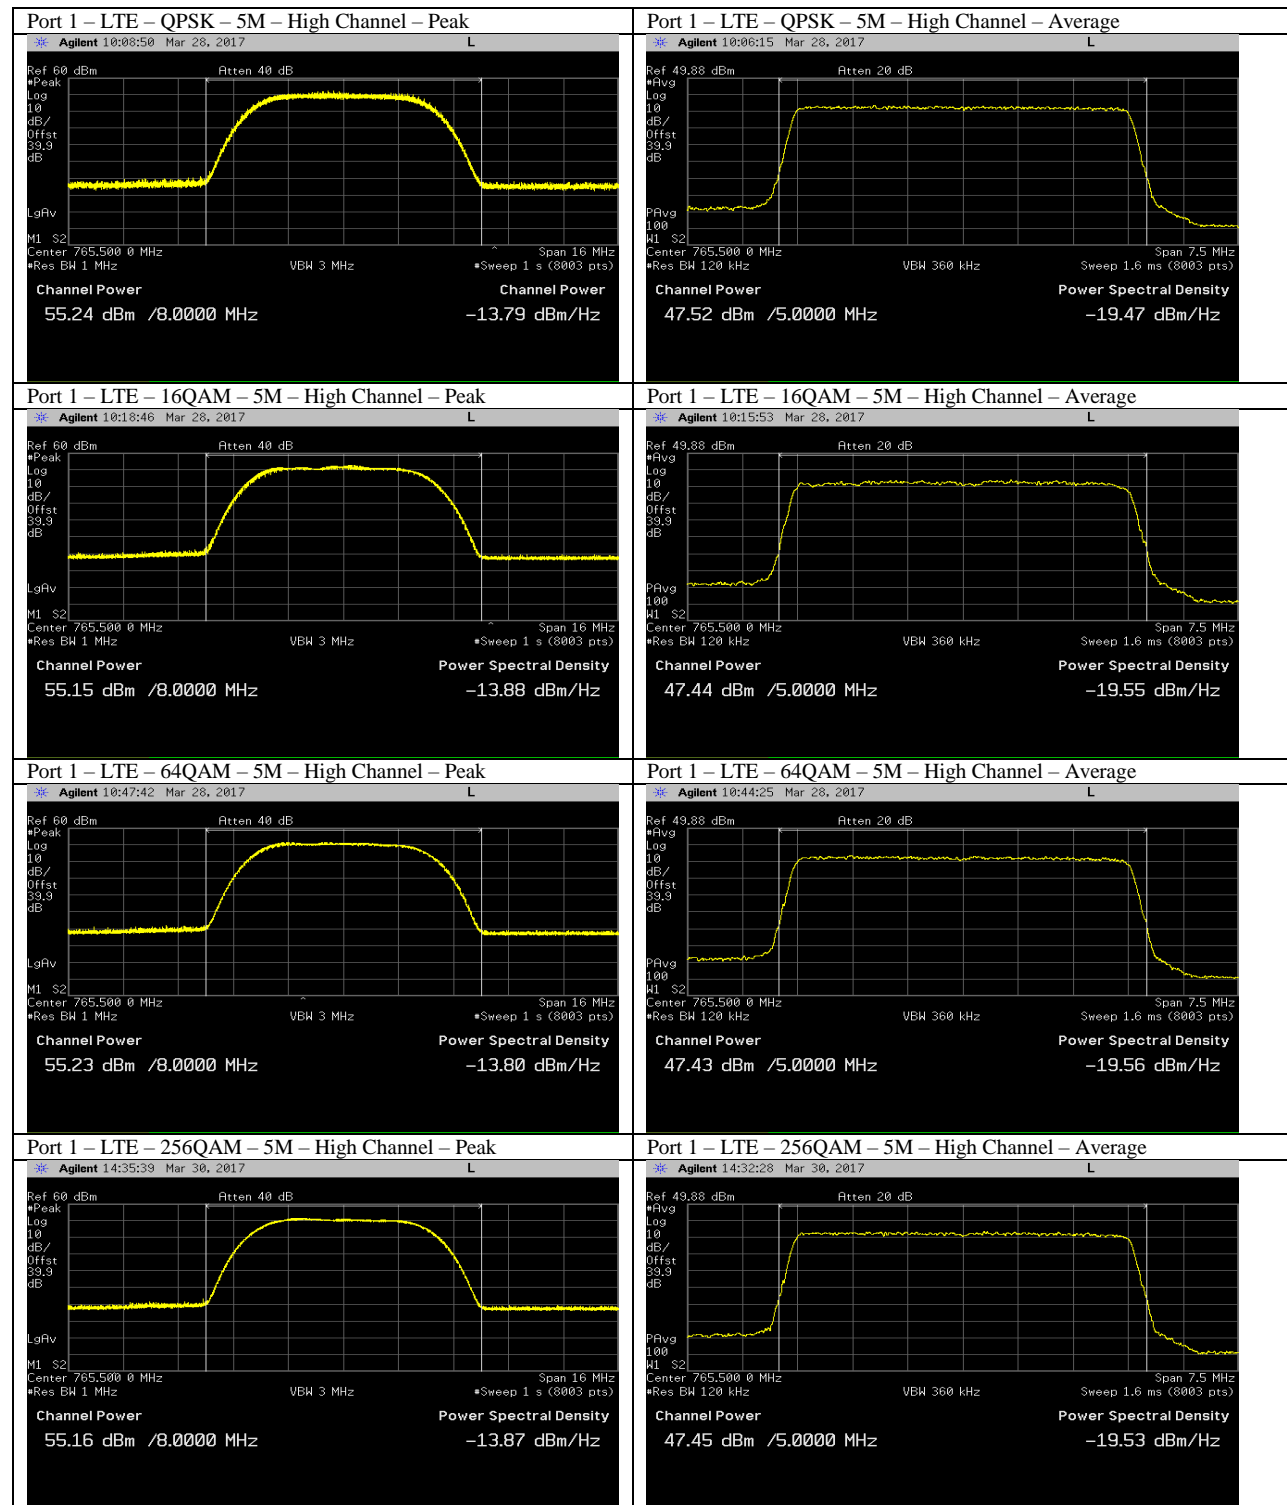 Port 1 – LTE – QPSK – 5M – High Channel – Peak
Agilent 10:08:50 Mar 28, 2017 L
Ref 60 dBm Atten 40 dB
#Peak
Log
10
dB/
Offst
39.9
dB
LgAv
M1 S2
Center 765.500 0 MHz Span 16 MHz
#Res BW 1 MHz VBW 3 MHz #Sweep 1 s (8003 pts)
Channel Power Channel Power
55.24 dBm /8.0000 MHz -13.79 dBm/Hz
Port 1 – LTE – QPSK – 5M – High Channel – Average
Agilent 10:06:15 Mar 28, 2017 L
Ref 49.88 dBm Atten 20 dB
#Avg
Log
10
dB/
Offst
39.9
dB
PAvg
100
W1 S2
Center 765.500 0 MHz Span 7.5 MHz
#Res BW 120 kHz VBW 360 kHz Sweep 1.6 ms (8003 pts)
Channel Power Power Spectral Density
47.52 dBm /5.0000 MHz -19.47 dBm/Hz
Port 1 – LTE – 16QAM – 5M – High Channel – Peak
Agilent 10:18:46 Mar 28, 2017 L
Ref 60 dBm Atten 40 dB
#Peak
Log
10
dB/
Offst
39.9
dB
LgAv
M1 S2
Center 765.500 0 MHz Span 16 MHz
#Res BW 1 MHz VBW 3 MHz #Sweep 1 s (8003 pts)
Channel Power Power Spectral Density
55.15 dBm /8.0000 MHz -13.88 dBm/Hz
Port 1 – LTE – 16QAM – 5M – High Channel – Average
Agilent 10:15:53 Mar 28, 2017 L
Ref 49.88 dBm Atten 20 dB
#Avg
Log
10
dB/
Offst
39.9
dB
PAvg
100
W1 S2
Center 765.500 0 MHz Span 7.5 MHz
#Res BW 120 kHz VBW 360 kHz Sweep 1.6 ms (8003 pts)
Channel Power Power Spectral Density
47.44 dBm /5.0000 MHz -19.55 dBm/Hz
Port 1 – LTE – 64QAM – 5M – High Channel – Peak
Agilent 10:47:42 Mar 28, 2017 L
Ref 60 dBm Atten 40 dB
#Peak
Log
10
dB/
Offst
39.9
dB
LgAv
M1 S2
Center 765.500 0 MHz Span 16 MHz
#Res BW 1 MHz VBW 3 MHz #Sweep 1 s (8003 pts)
Channel Power Power Spectral Density
55.23 dBm /8.0000 MHz -13.80 dBm/Hz
Port 1 – LTE – 64QAM – 5M – High Channel – Average
Agilent 10:44:25 Mar 28, 2017 L
Ref 49.88 dBm Atten 20 dB
#Avg
Log
10
dB/
Offst
39.9
dB
PAvg
100
W1 S2
Center 765.500 0 MHz Span 7.5 MHz
#Res BW 120 kHz VBW 360 kHz Sweep 1.6 ms (8003 pts)
Channel Power Power Spectral Density
47.43 dBm /5.0000 MHz -19.56 dBm/Hz
Port 1 – LTE – 256QAM – 5M – High Channel – Peak
Agilent 14:35:39 Mar 30, 2017 L
Ref 60 dBm Atten 40 dB
#Peak
Log
10
dB/
Offst
39.9
dB
LgAv
M1 S2
Center 765.500 0 MHz Span 16 MHz
#Res BW 1 MHz VBW 3 MHz #Sweep 1 s (8003 pts)
Channel Power Power Spectral Density
55.16 dBm /8.0000 MHz -13.87 dBm/Hz
Port 1 – LTE – 256QAM – 5M – High Channel – Average
Agilent 14:32:28 Mar 30, 2017 L
Ref 49.88 dBm Atten 20 dB
#Avg
Log
10
dB/
Offst
39.9
dB
PAvg
100
W1 S2
Center 765.500 0 MHz Span 7.5 MHz
#Res BW 120 kHz VBW 360 kHz Sweep 1.6 ms (8003 pts)
Channel Power Power Spectral Density
47.45 dBm /5.0000 MHz -19.53 dBm/Hz